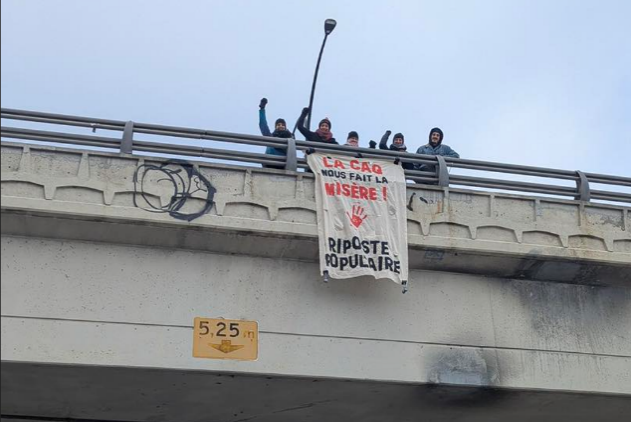 LA CAQ
NOUS FAIT LA
MISÈRE !
RIPOSTE
POPULAIRE
5,25 m